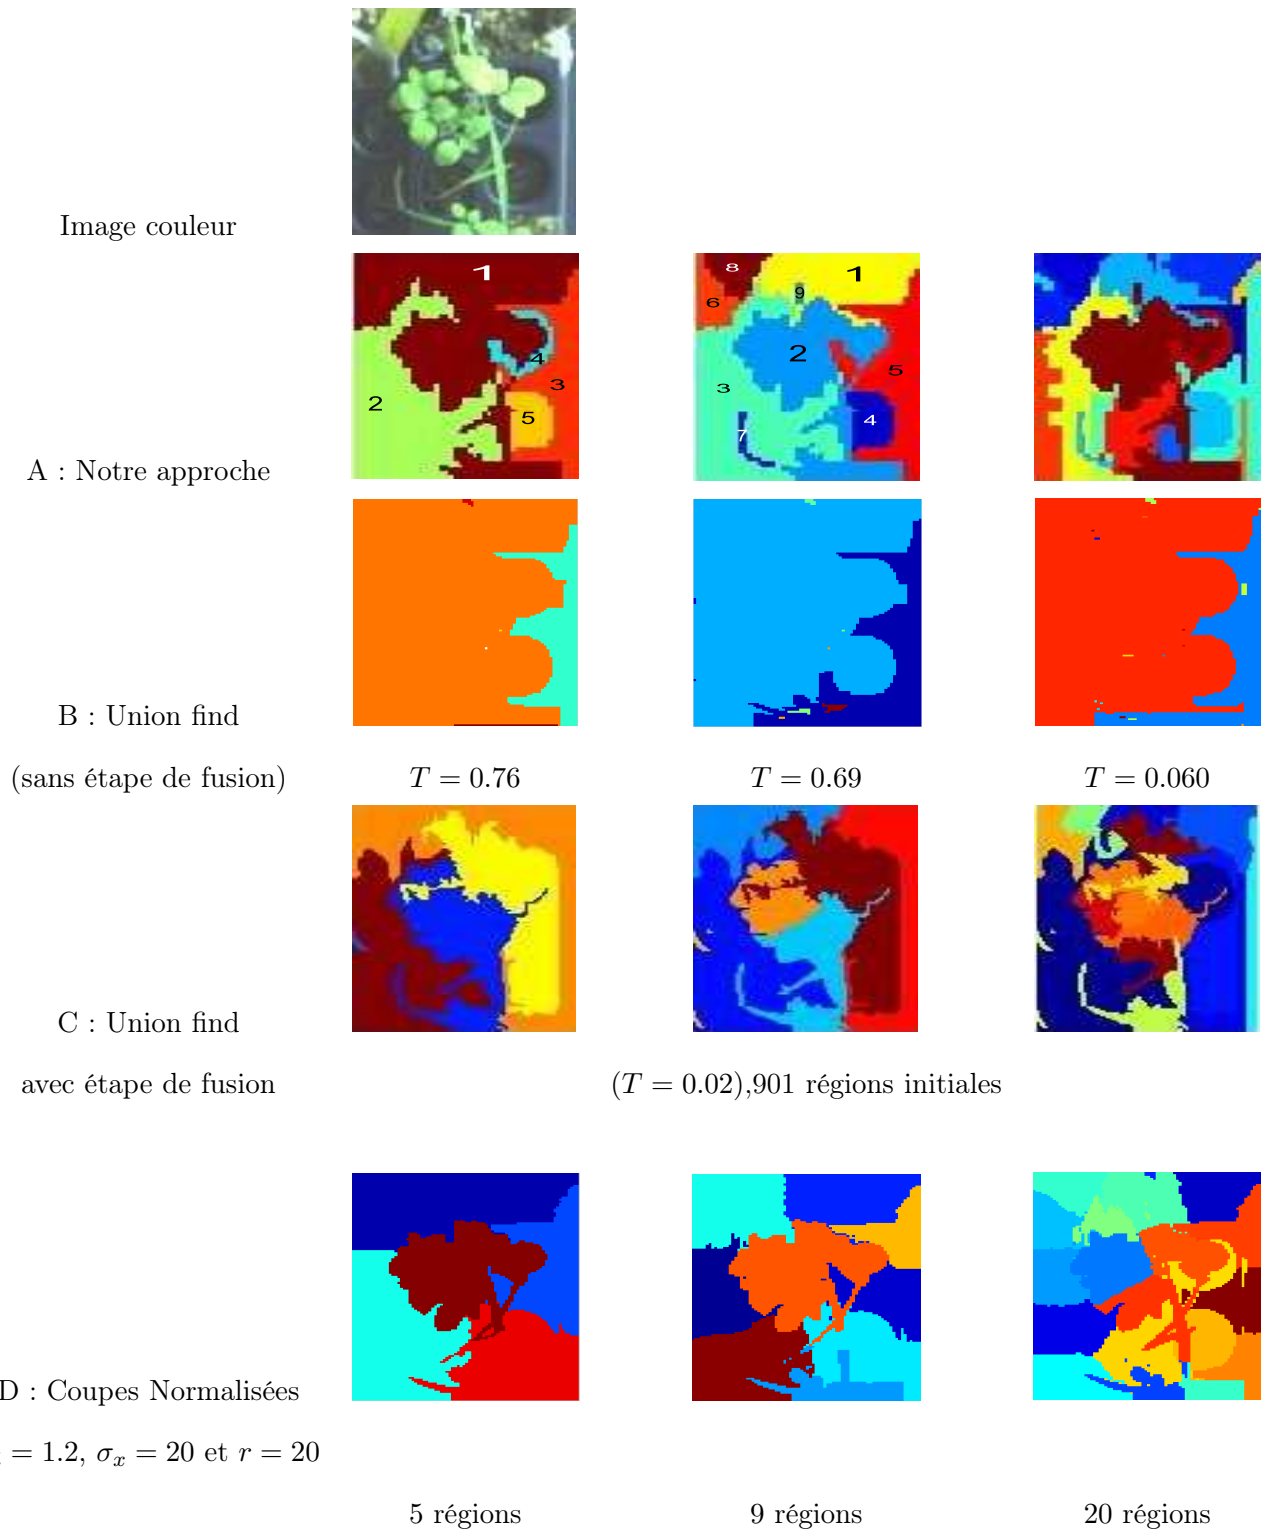 Image couleur
1
2
3
4
5
8
1
6
9
2
3
5
4
7
A : Notre approche
B : Union find
(sans étape de fusion)
T = 0.76
T = 0.69
T = 0.060
C : Union find
avec étape de fusion
(T = 0.02),901 régions initiales
D : Coupes Normalisées
= 1.2, σx = 20 et r = 20
5 régions
9 régions
20 régions